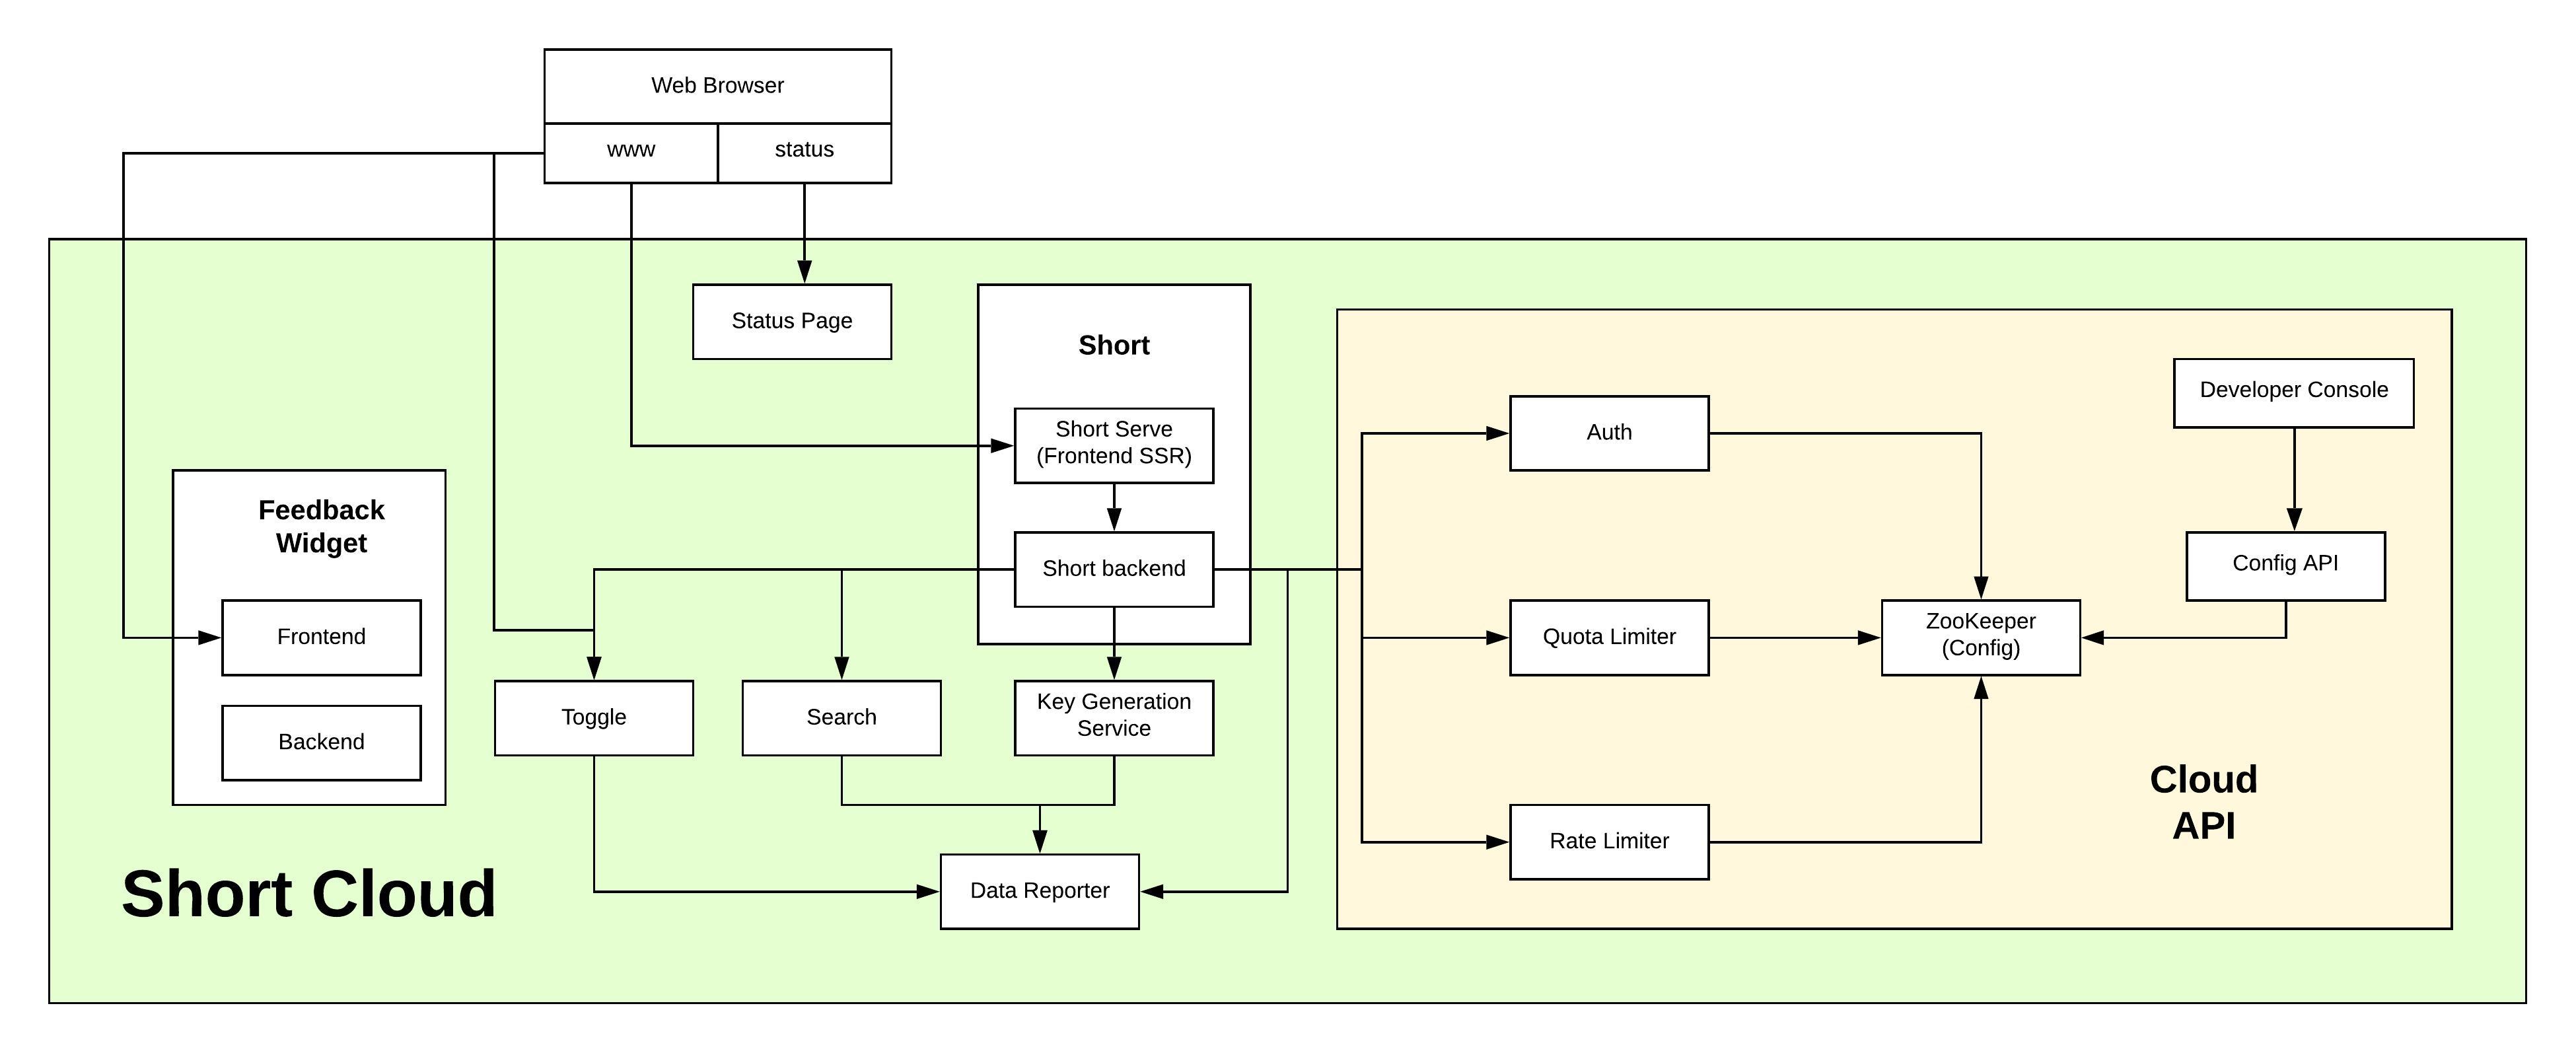 Web Browser
www
status
Status Page
Short
Short Serve
(Frontend SSR)
Short backend
Feedback
Widget
Frontend
Backend
Toggle
Search
Key Generation
Service
Data Reporter
Short Cloud
Auth
Quota Limiter
Rate Limiter
ZooKeeper
(Config)
Developer Console
Config API
Cloud
API